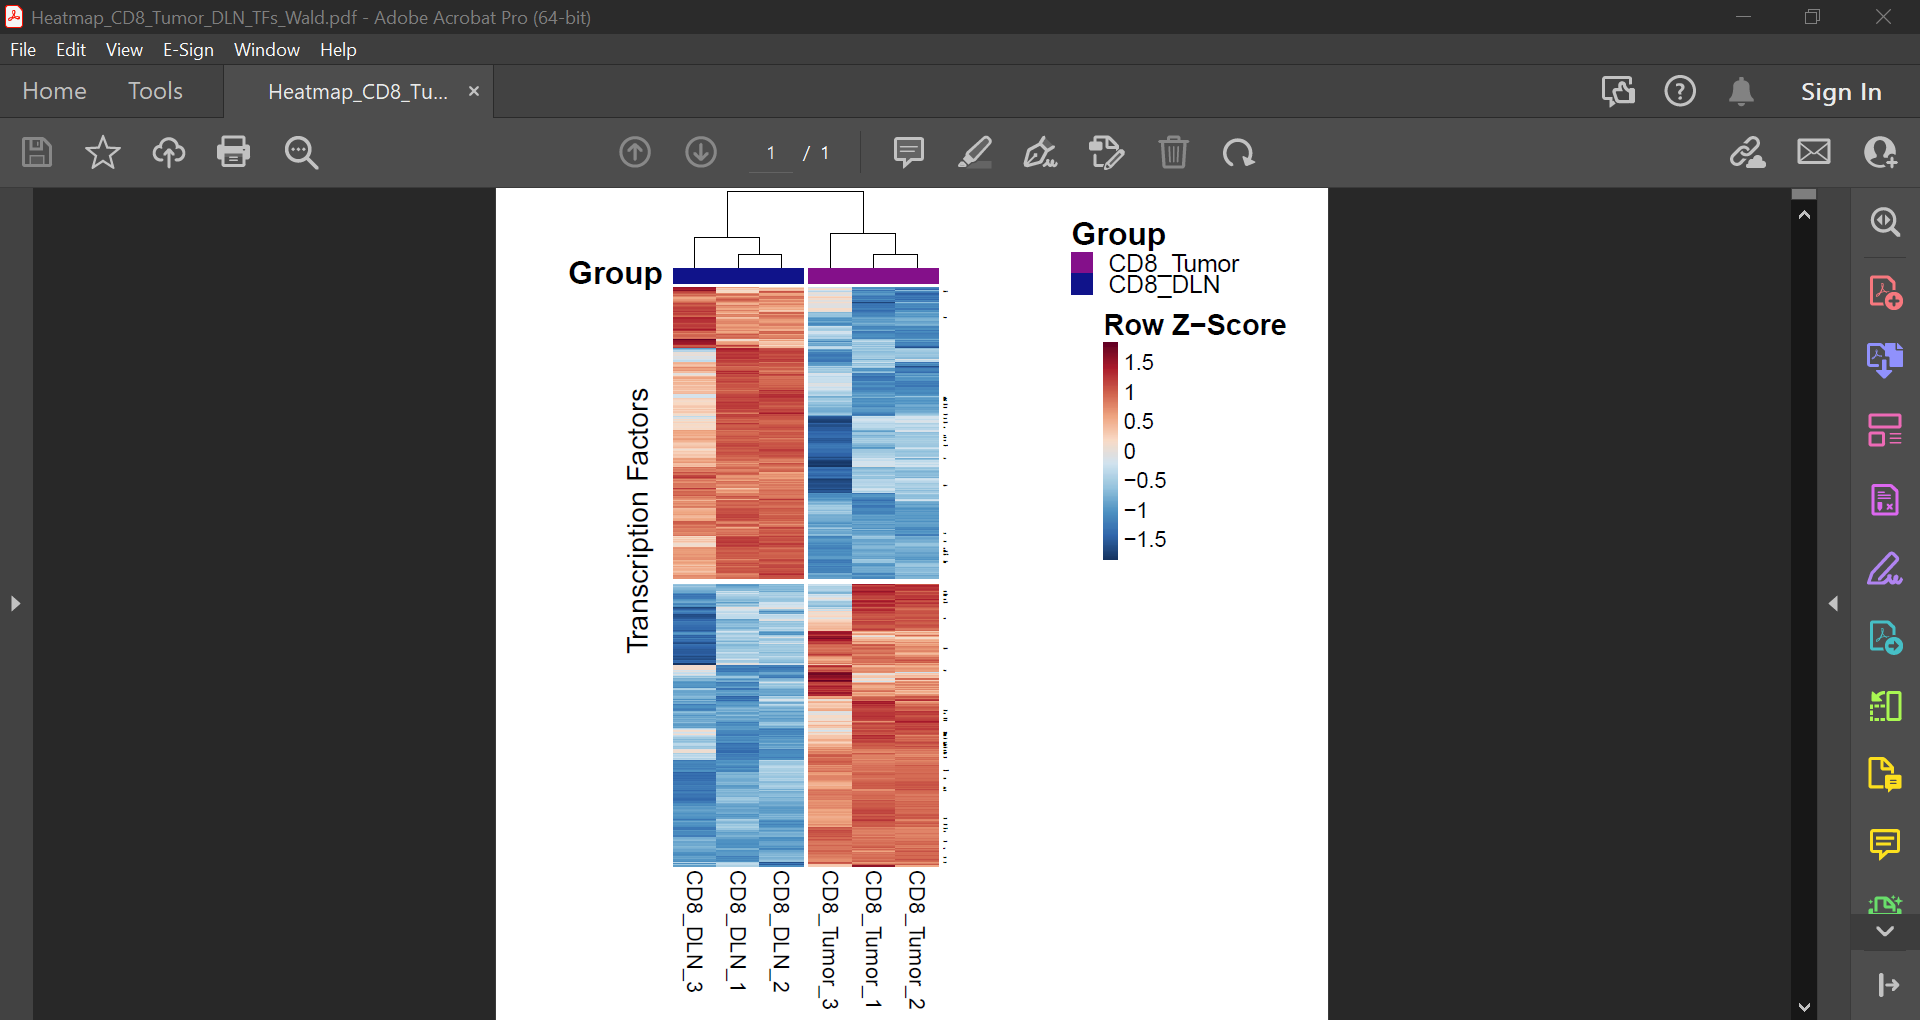 Heatmap_CD8_Tumor_DLN_TFs_Wald.pdf - Adobe Acrobat Pro (64-bit)
File Edit View E-Sign Window Help
Home Tools Heatmap_CD8_Tu... × Sign In
1 / 1
Group
Group
CD8_Tumor
CD8_DLN
Row Z−Score
1.5
1
0.5
0
−0.5
−1
−1.5
Transcription Factors
CD8_DLN_3
CD8_DLN_1
CD8_DLN_2
CD8_Tumor_3
CD8_Tumor_1
CD8_Tumor_2